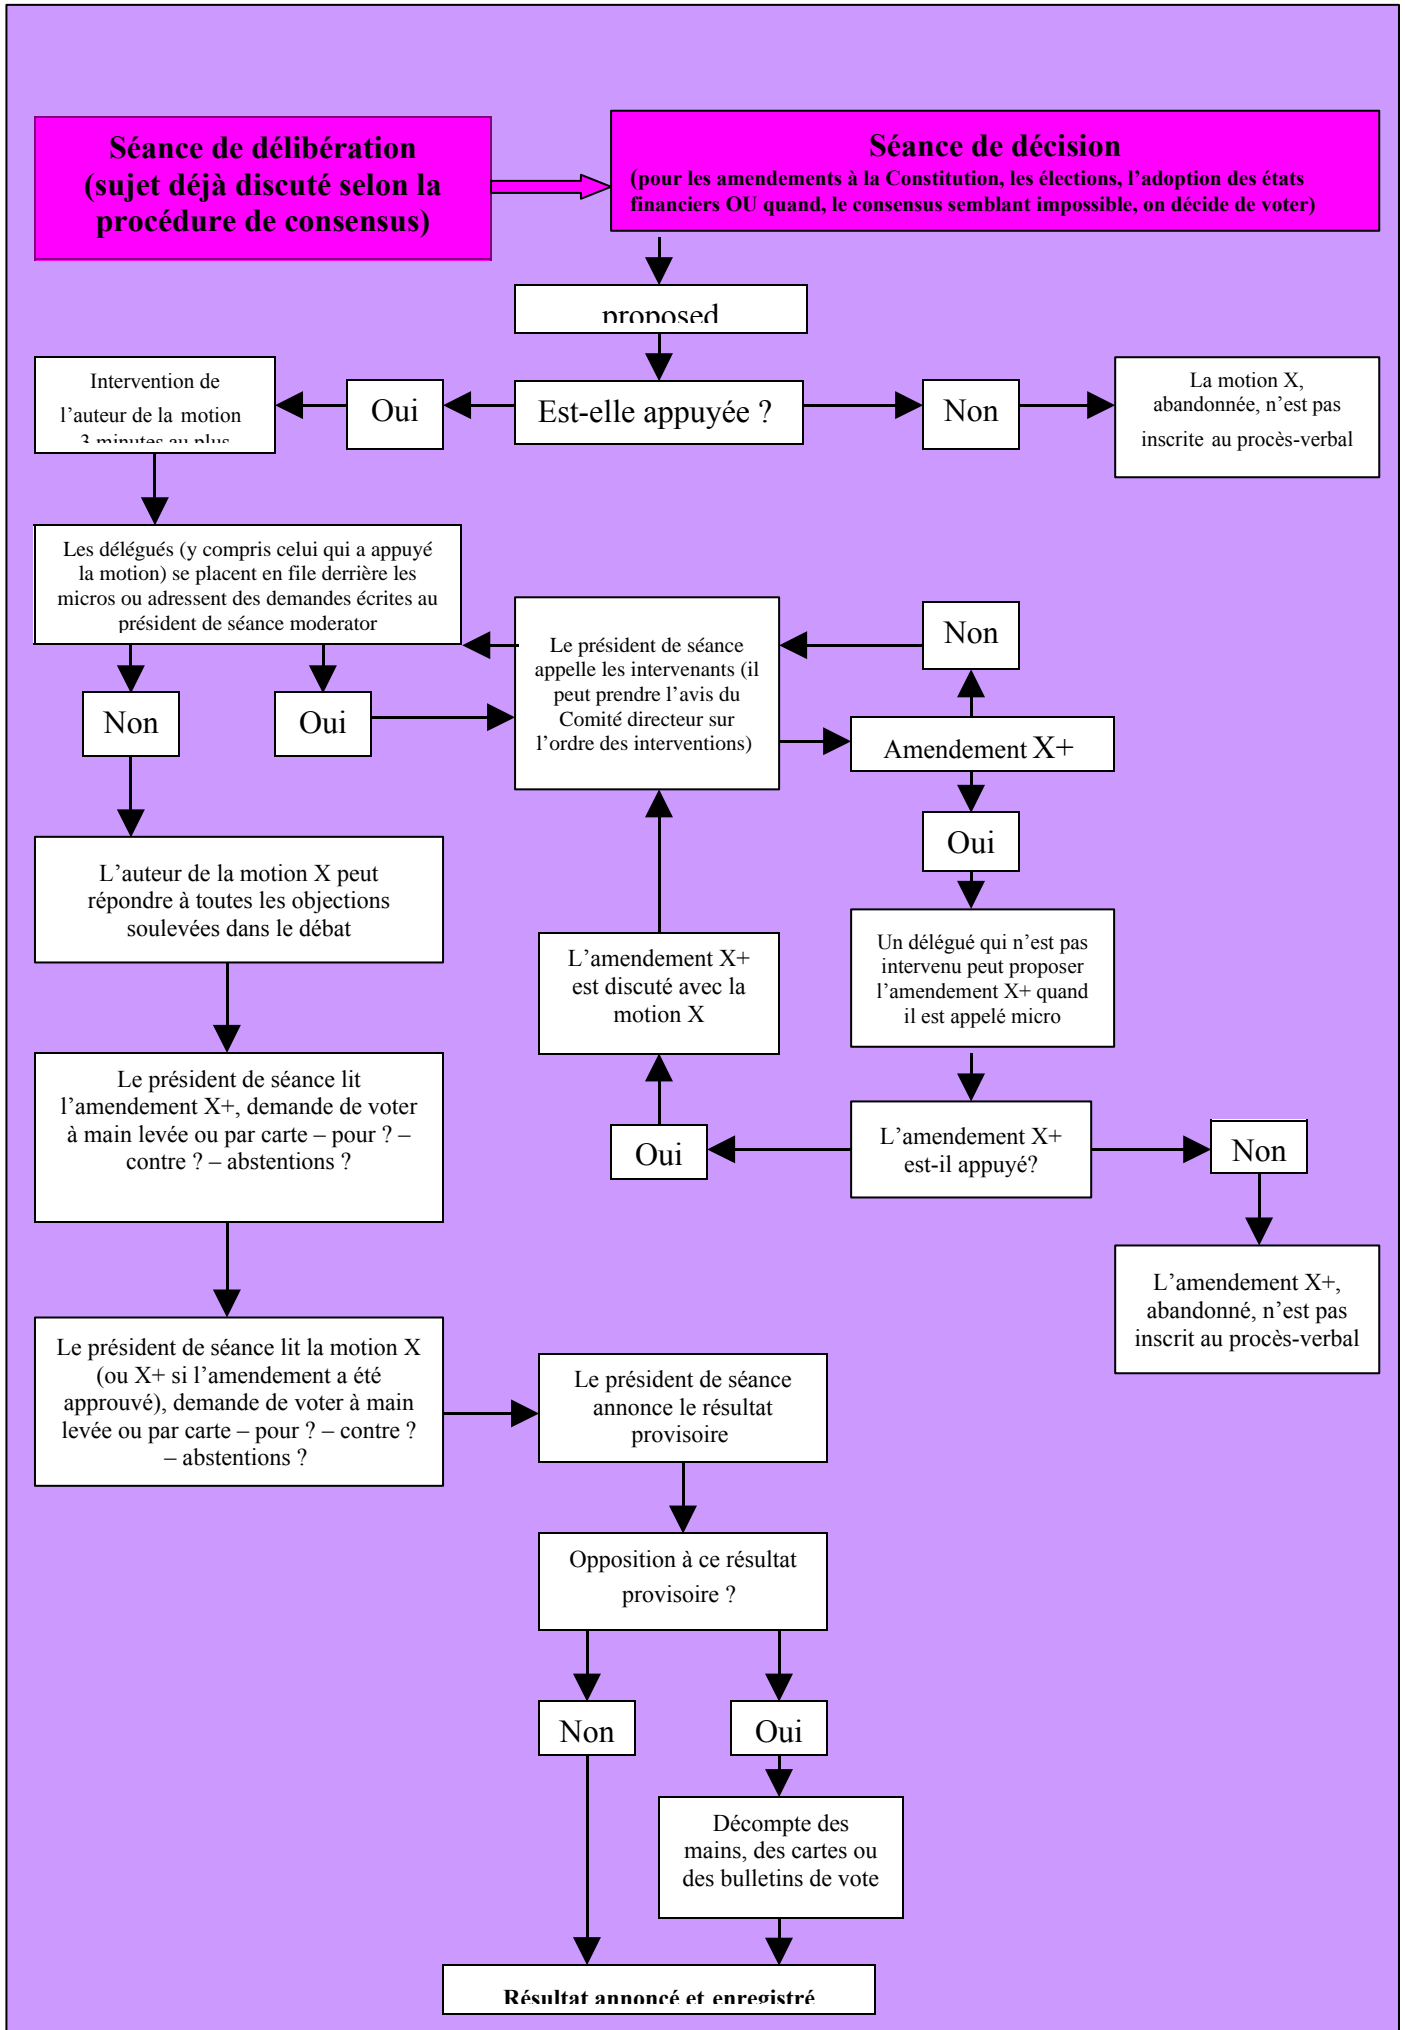 Séance de délibération
(sujet déjà discuté selon la
procédure de consensus)
Séance de décision
(pour les amendements à la Constitution, les élections, l’adoption des états
financiers OU quand, le consensus semblant impossible, on décide de voter)
proposed
Intervention de
l’auteur de la motion
3 minutes au plus
Oui
Est-elle appuyée ?
Non
La motion X,
abandonnée, n’est pas
inscrite au procès-verbal
Les délégués (y compris celui qui a appuyé
la motion) se placent en file derrière les
micros ou adressent des demandes écrites au
président de séance moderator
Non
Oui
Le président de séance
appelle les intervenants (il
peut prendre l’avis du
Comité directeur sur
l’ordre des interventions)
Non
Amendement X+
Oui
L’auteur de la motion X peut
répondre à toutes les objections
soulevées dans le débat
L’amendement X+
est discuté avec la
motion X
Un délégué qui n’est pas
intervenu peut proposer
l’amendement X+ quand
il est appelé micro
Le président de séance lit
l’amendement X+, demande de voter
à main levée ou par carte – pour ? –
contre ? – abstentions ?
Oui
L’amendement X+
est-il appuyé?
Non
L’amendement X+,
abandonné, n’est pas
inscrit au procès-verbal
Le président de séance lit la motion X
(ou X+ si l’amendement a été
approuvé), demande de voter à main
levée ou par carte – pour ? – contre ?
– abstentions ?
Le président de séance
annonce le résultat
provisoire
Opposition à ce résultat
provisoire ?
Non
Oui
Décompte des
mains, des cartes ou
des bulletins de vote
Résultat annoncé et enregistré